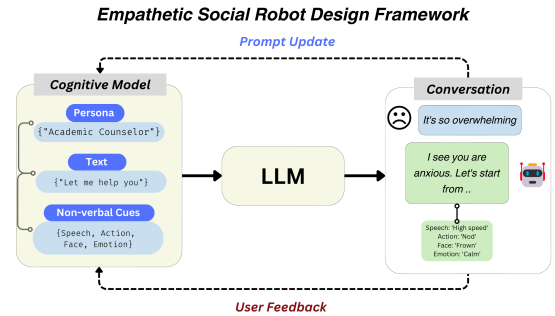 Empathetic Social Robot Design Framework
Prompt Update
Cognitive Model
Persona
{"Academic Counselor"}
Text
{"Let me help you"}
Non-verbal Cues
{Speech, Action,
Face, Emotion}
LLM
Conversation
It's so overwhelming
I see you are
anxious. Let's start
from ..
Speech: 'High speed'
Action: 'Nod'
Face: 'Frown'
Emotion: 'Calm'
User Feedback